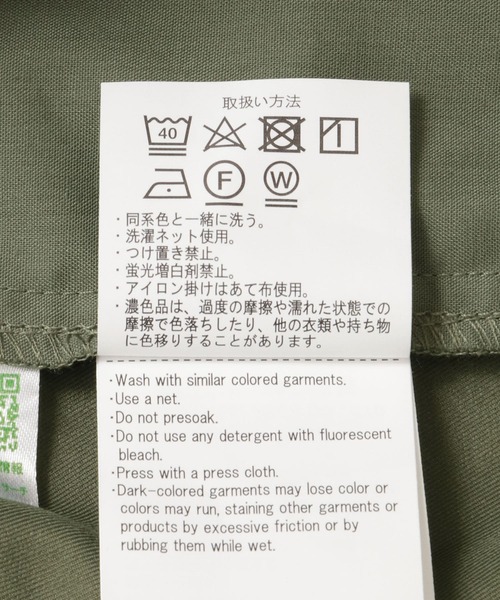 取扱い方法
40
F W
・同系色と一緒に洗う。
・洗濯ネット使用。
・つけ置き禁止。
・蛍光増白剤禁止。
・アイロン掛けはあて布使用。
・濃色品は、過度の摩擦や濡れた状態での
摩擦で色落ちしたり、他の衣類や持ち物
に色移りすることがあります。
・Wash with similar colored garments.
・Use a net.
・Do not presoak.
・Do not use any detergent with fluorescent
bleach.
・Press with a press cloth.
・Dark-colored garments may lose color or
colors may run, staining other garments or
products by excessive friction or by
rubbing them while wet.
情報
サーチ